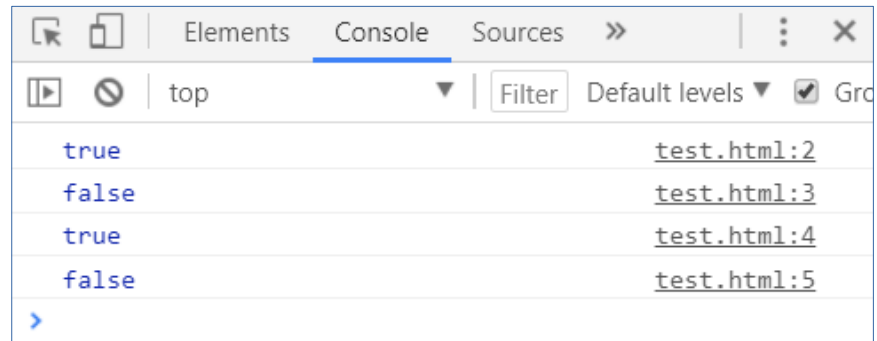 Elements Console Sources »
top Filter Default levels Gro
true test.html:2
false test.html:3
true test.html:4
false test.html:5